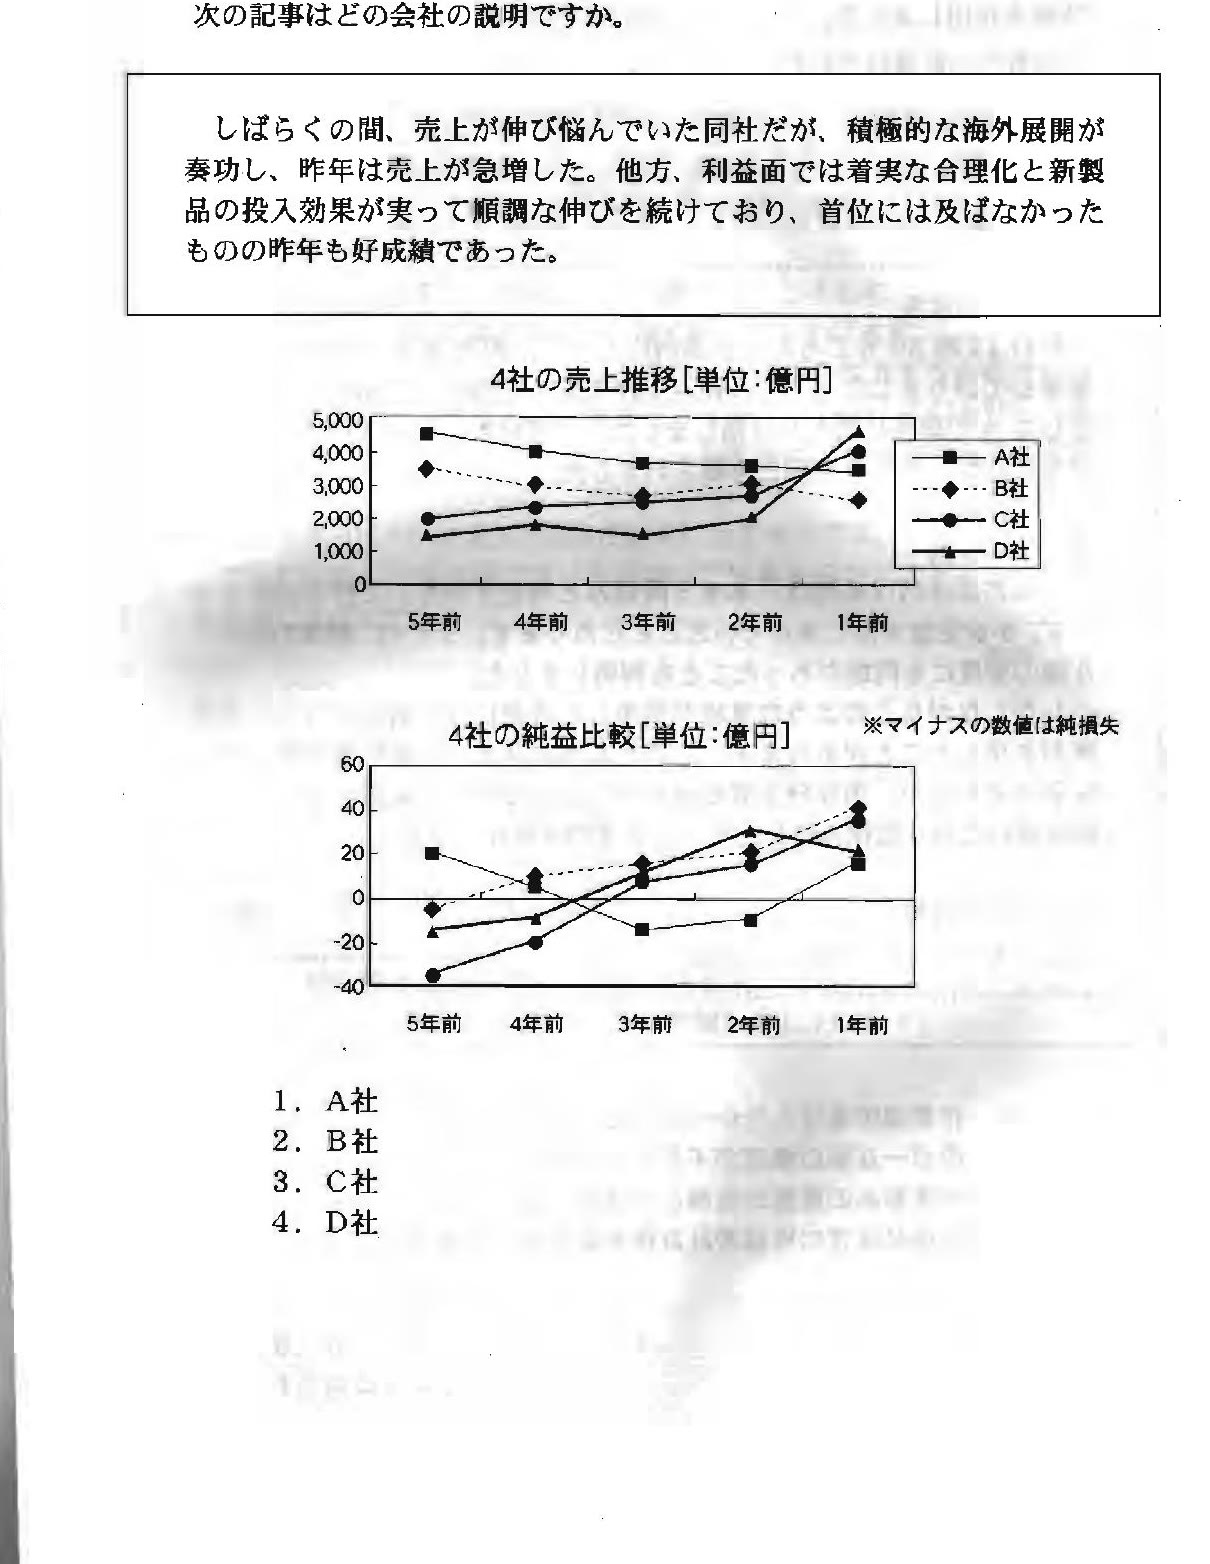 次の記事はどの会社の説明ですか。
しばらくの間、売上が伸び悩んでいた同社だが、積極的な海外展開が
奏功し、昨年は売上が急増した。他方、利益面では着実な合理化と新製
品の投入効果が実って順調な伸びを続けており、首位には及ばなかった
ものの昨年も好成績であった。
4社の売上推移[単位:億円]
5,000
4,000
3,000
2,000
1,000
0
5年前 4年前 3年前 2年前 1年前
A社
B社
C社
D社
4社の純益比較[単位:億円]
※マイナスの数値は純損失
60
40
20
0
-20
-40
5年前 4年前 3年前 2年前 1年前
1. A社
2. B社
3. C社
4. D社